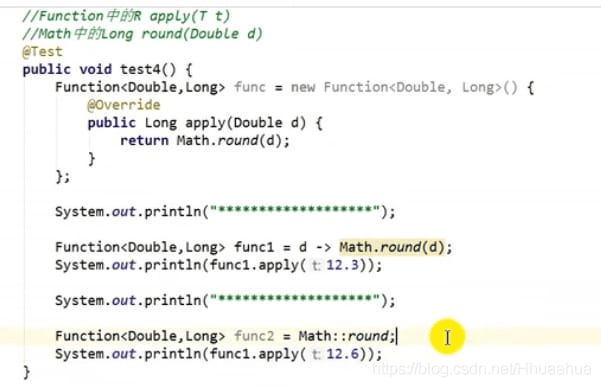 //Function中的R apply(T t)
//Math中的Long round(Double d)
@Test
public void test4() {
    Function<Double,Long> func = new Function<Double, Long>() {
        @Override
        public Long apply(Double d) {
            return Math.round(d);
        }
    };

    System.out.println("*******************");

    Function<Double,Long> func1 = d -> Math.round(d);
    System.out.println(func1.apply( t: 12.3));

    System.out.println("*******************");

    Function<Double,Long> func2 = Math::round;
    System.out.println(func1.apply( t: 12.6));
}
https://blog.csdn.net/Hhuahua